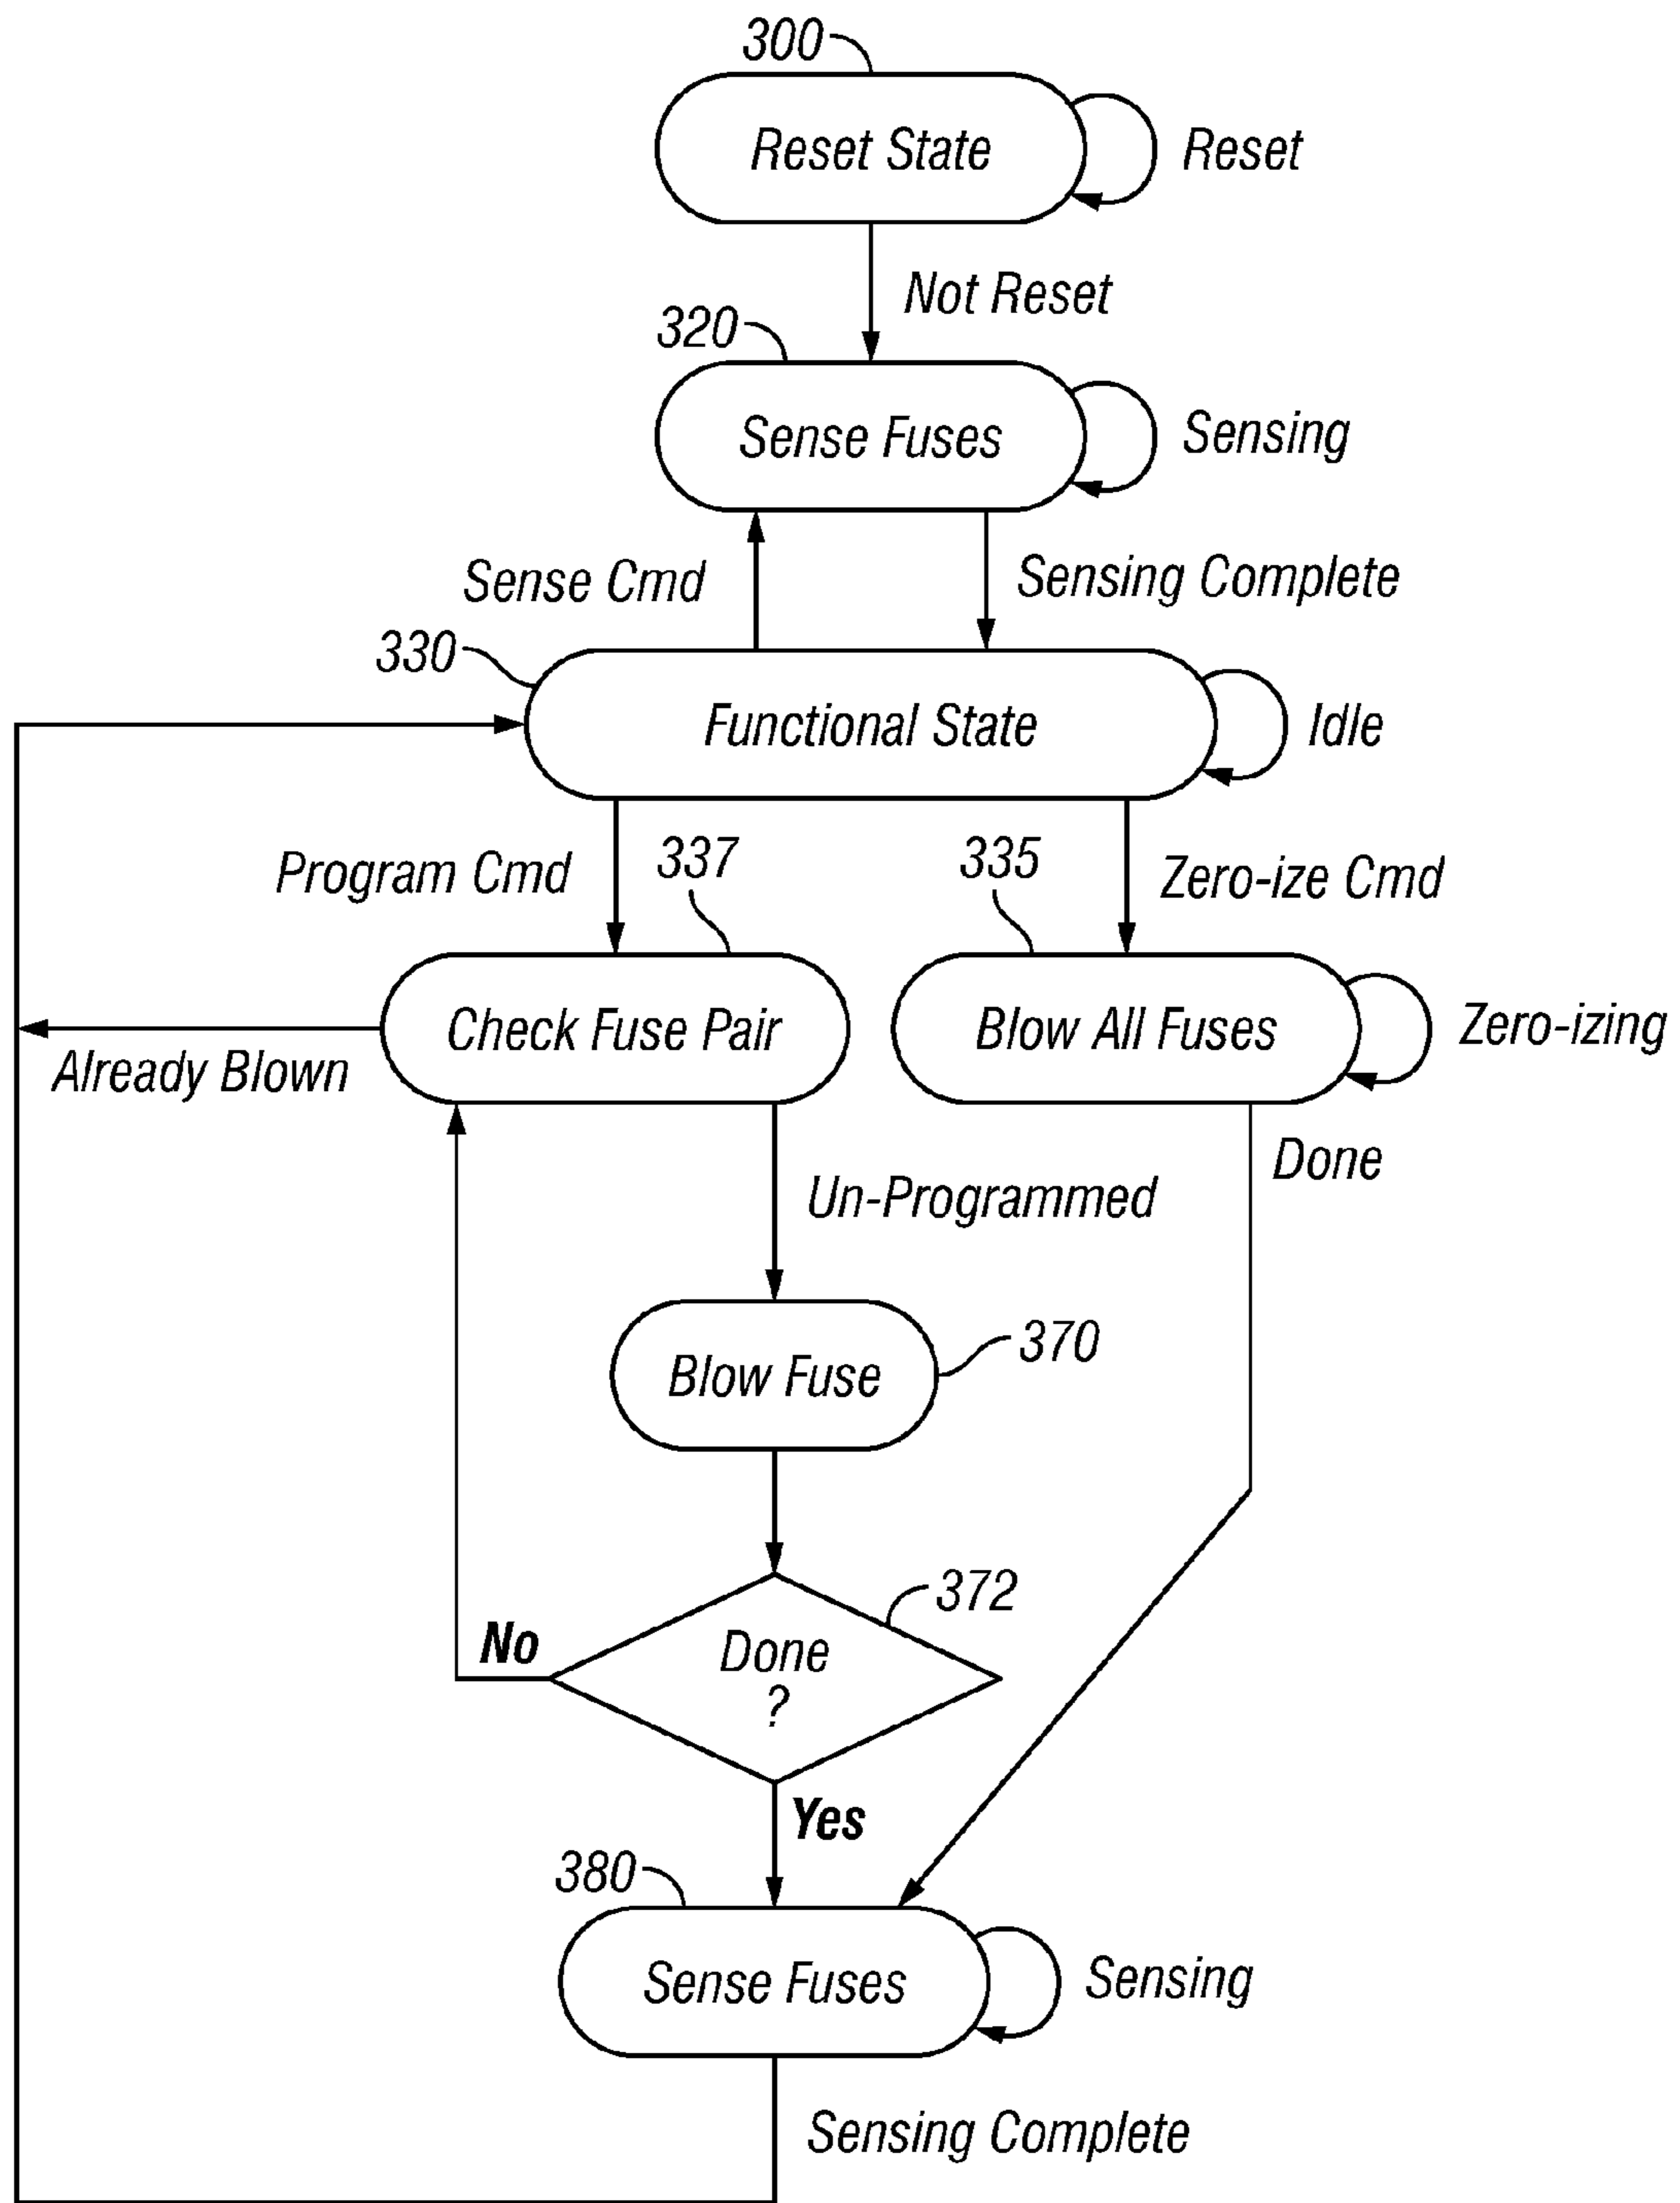 300
Reset State
Reset
Not Reset
320
Sense Fuses
Sensing
Sense Cmd
Sensing Complete
330
Functional State
Idle
Program Cmd
337
335
Zero-ize Cmd
Check Fuse Pair
Blow All Fuses
Zero-izing
Already Blown
Done
Un-Programmed
Blow Fuse
370
372
No
Done
?
Yes
380
Sense Fuses
Sensing
Sensing Complete